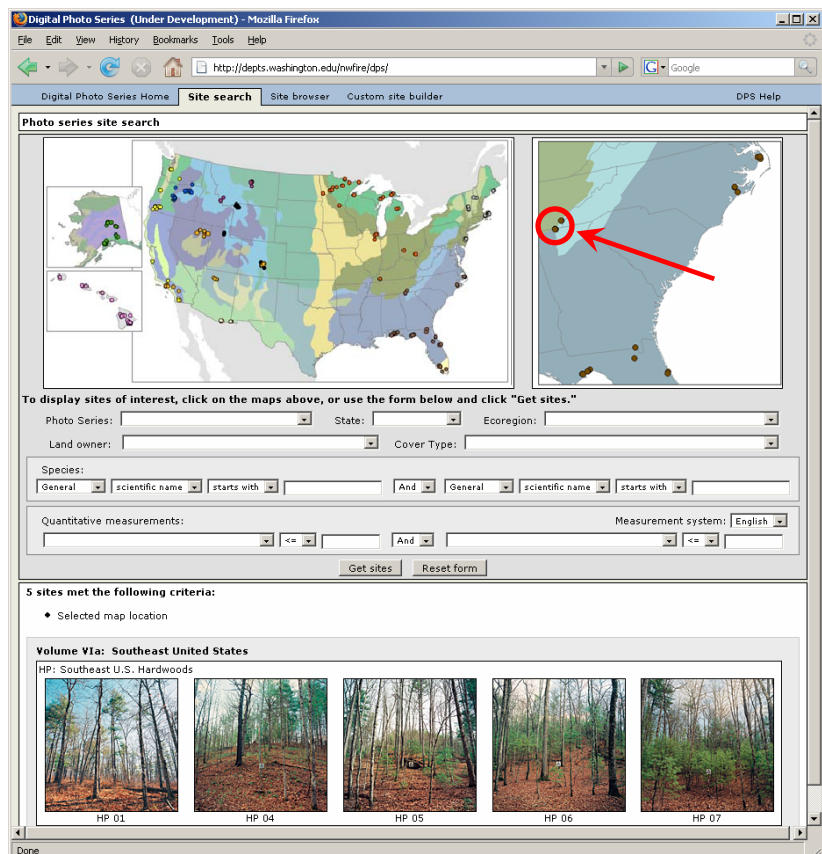 Digital Photo Series (Under Development) - Mozilla Firefox
File Edit View History Bookmarks Tools Help
http://depts.washington.edu/nwfire/dps/ G Google
Digital Photo Series Home Site search Site browser Custom site builder DPS Help
Photo series site search
To display sites of interest, click on the maps above, or use the form below and click "Get sites."
Photo Series: State: Ecoregion:
Land owner: Cover Type:
Species:
General scientific name starts with And General scientific name starts with
Quantitative measurements: Measurement system: English
<= And <=
Get sites Reset form
5 sites met the following criteria:
• Selected map location
Volume VIa: Southeast United States
HP: Southeast U.S. Hardwoods
HP 01 HP 04 HP 05 HP 06 HP 07
Done